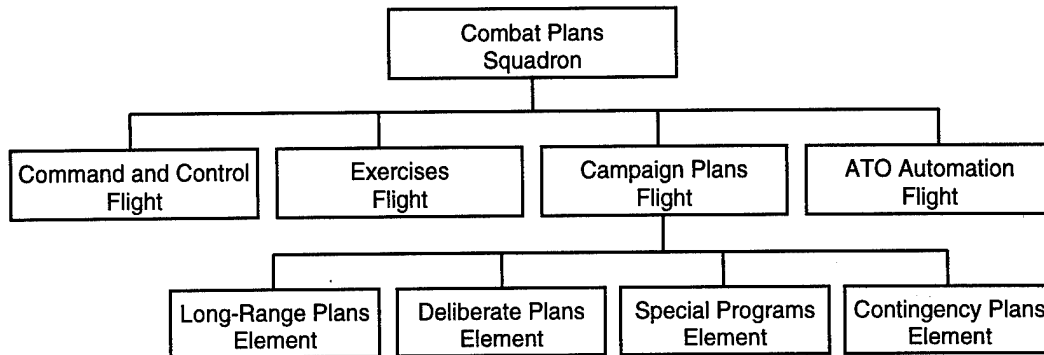 Combat Plans
Squadron
Command and Control
Flight
Exercises
Flight
Campaign Plans
Flight
ATO Automation
Flight
Long-Range Plans
Element
Deliberate Plans
Element
Special Programs
Element
Contingency Plans
Element